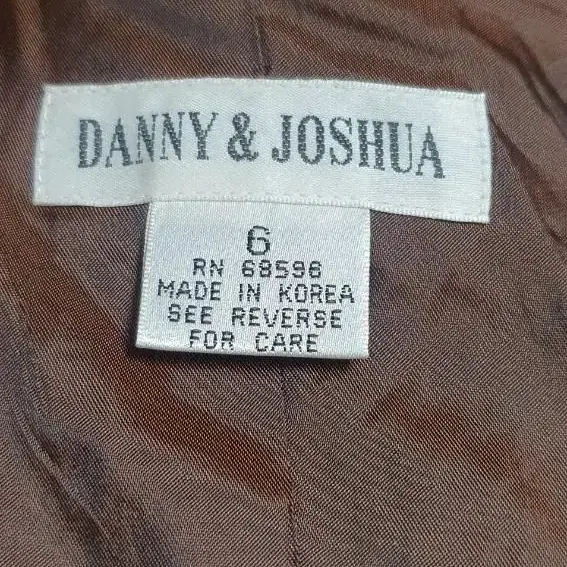 DANNY & JOSHUA
6
RN 68596
MADE IN KOREA
SEE REVERSE
FOR CARE